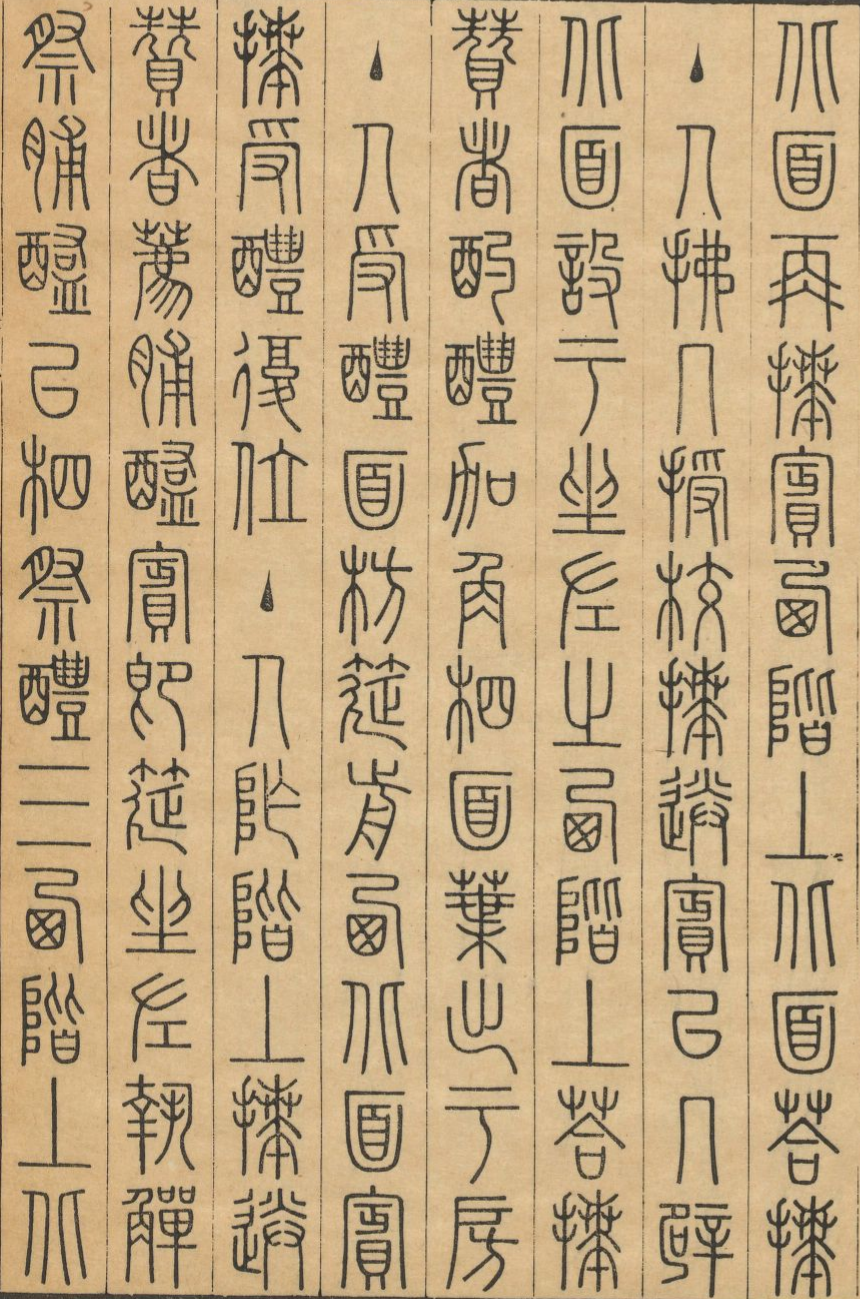 北面再拜賓西階上北面荅拜
主人拂几授校拜送賓以几辟
北面設于坐左之西階上荅拜
贊者酌醴加角柶面葉出于房
主人受醴面枋筵前西北面賓
拜受醴復位主人阼階上拜送
贊者薦脯醢賓即筵坐左執觶
祭脯醢以柶祭醴三西階上北